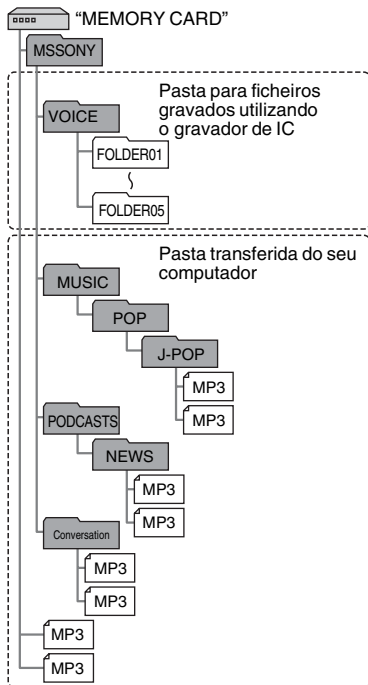 “MEMORY CARD”
MSSONY
Pasta para ficheiros
gravados utilizando
o gravador de IC
VOICE
FOLDER01
FOLDER05
Pasta transferida do seu
computador
MUSIC
POP
J-POP
MP3
MP3
PODCASTS
NEWS
MP3
MP3
Conversation
MP3
MP3
MP3
MP3